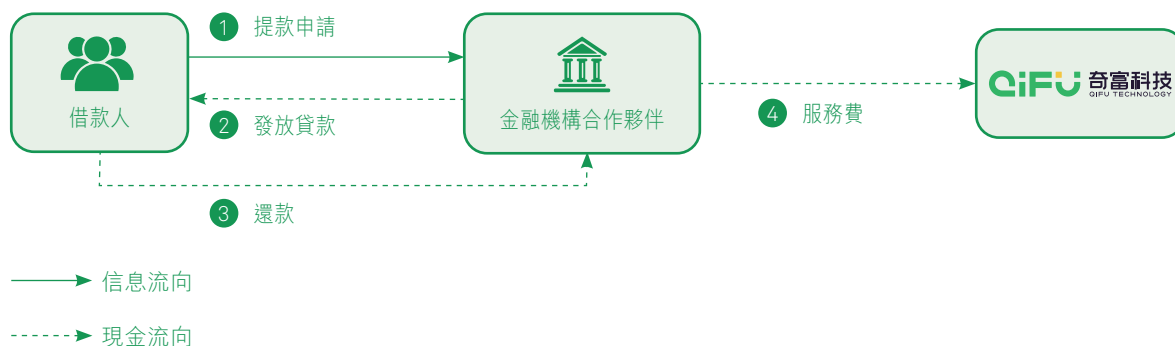 1 提款申請
借款人
2 發放貸款
金融機構合作夥伴
4 服務費
QiFU 奇富科技
QIFU TECHNOLOGY
3 還款
信息流向
現金流向